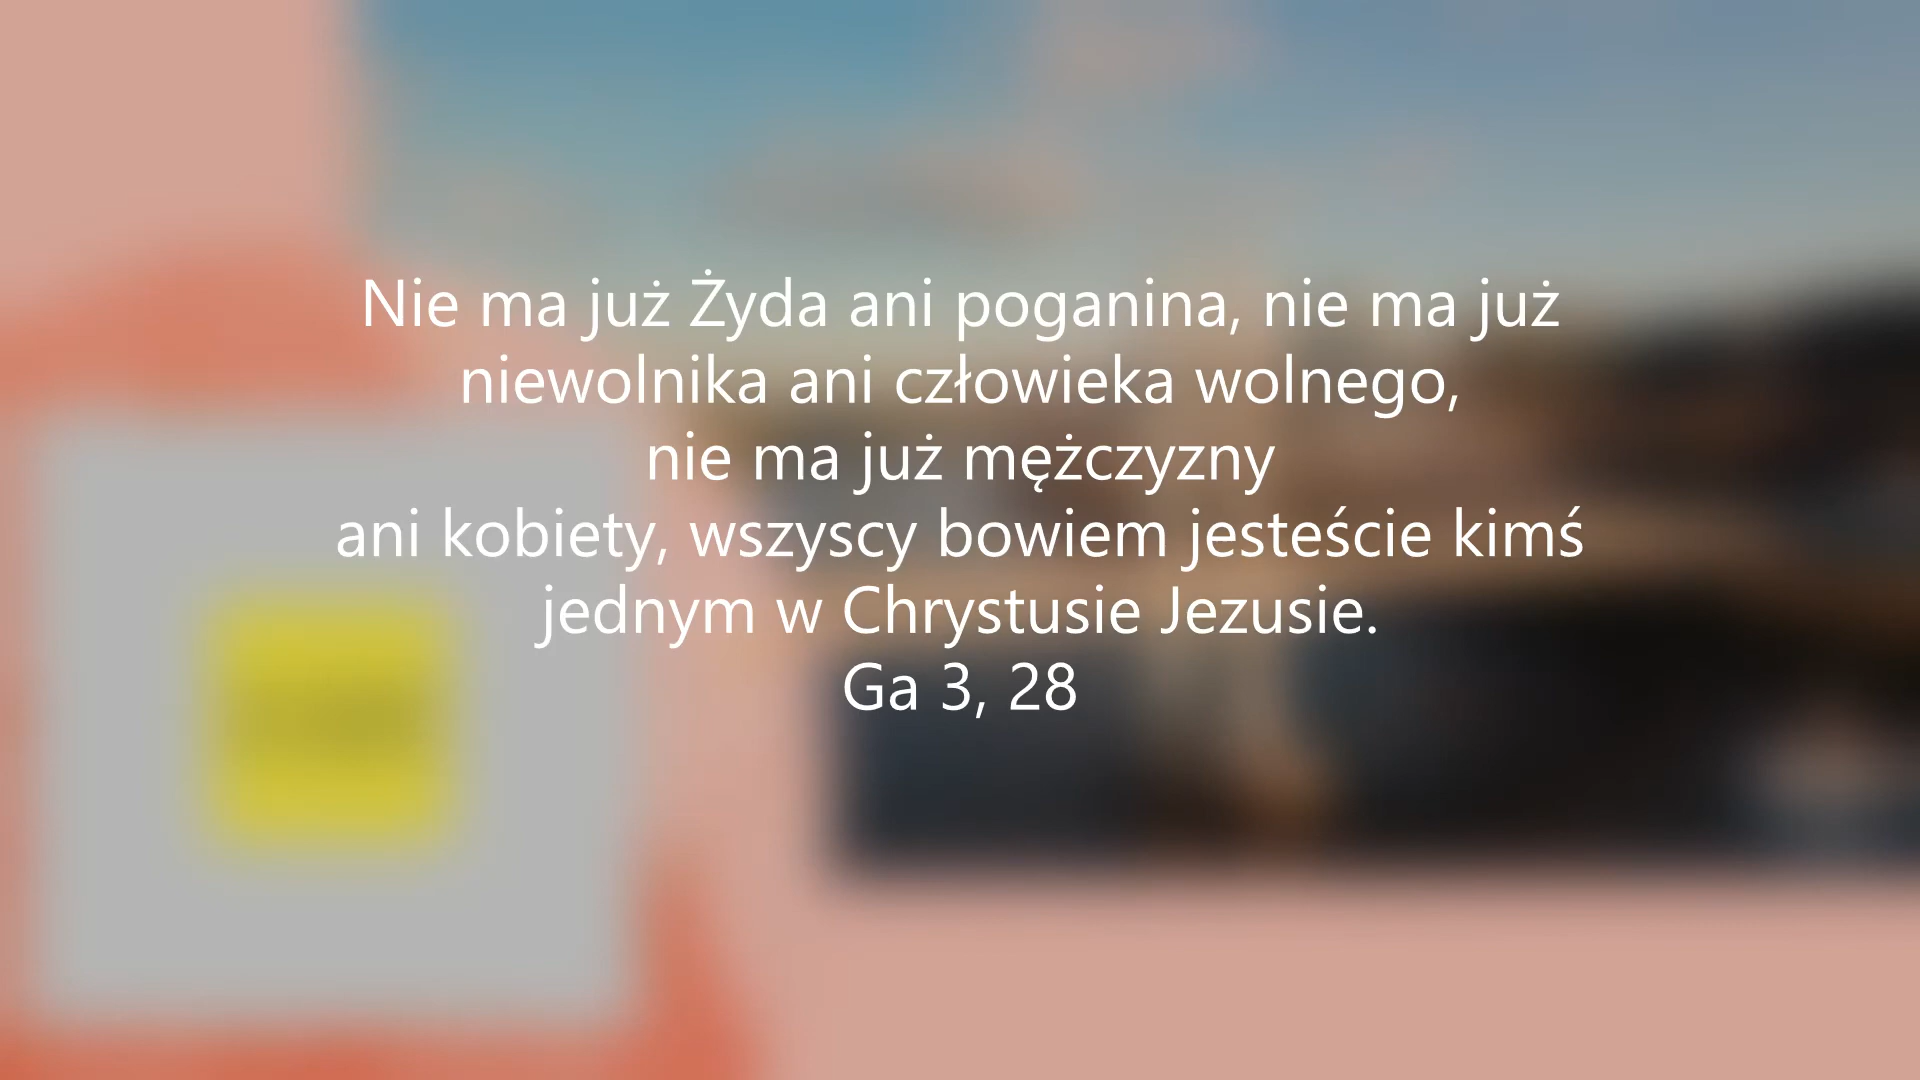 Nie ma już Żyda ani poganina, nie ma już
niewolnika ani człowieka wolnego,
nie ma już mężczyzny
ani kobiety, wszyscy bowiem jesteście kimś
jednym w Chrystusie Jezusie.
Ga 3, 28